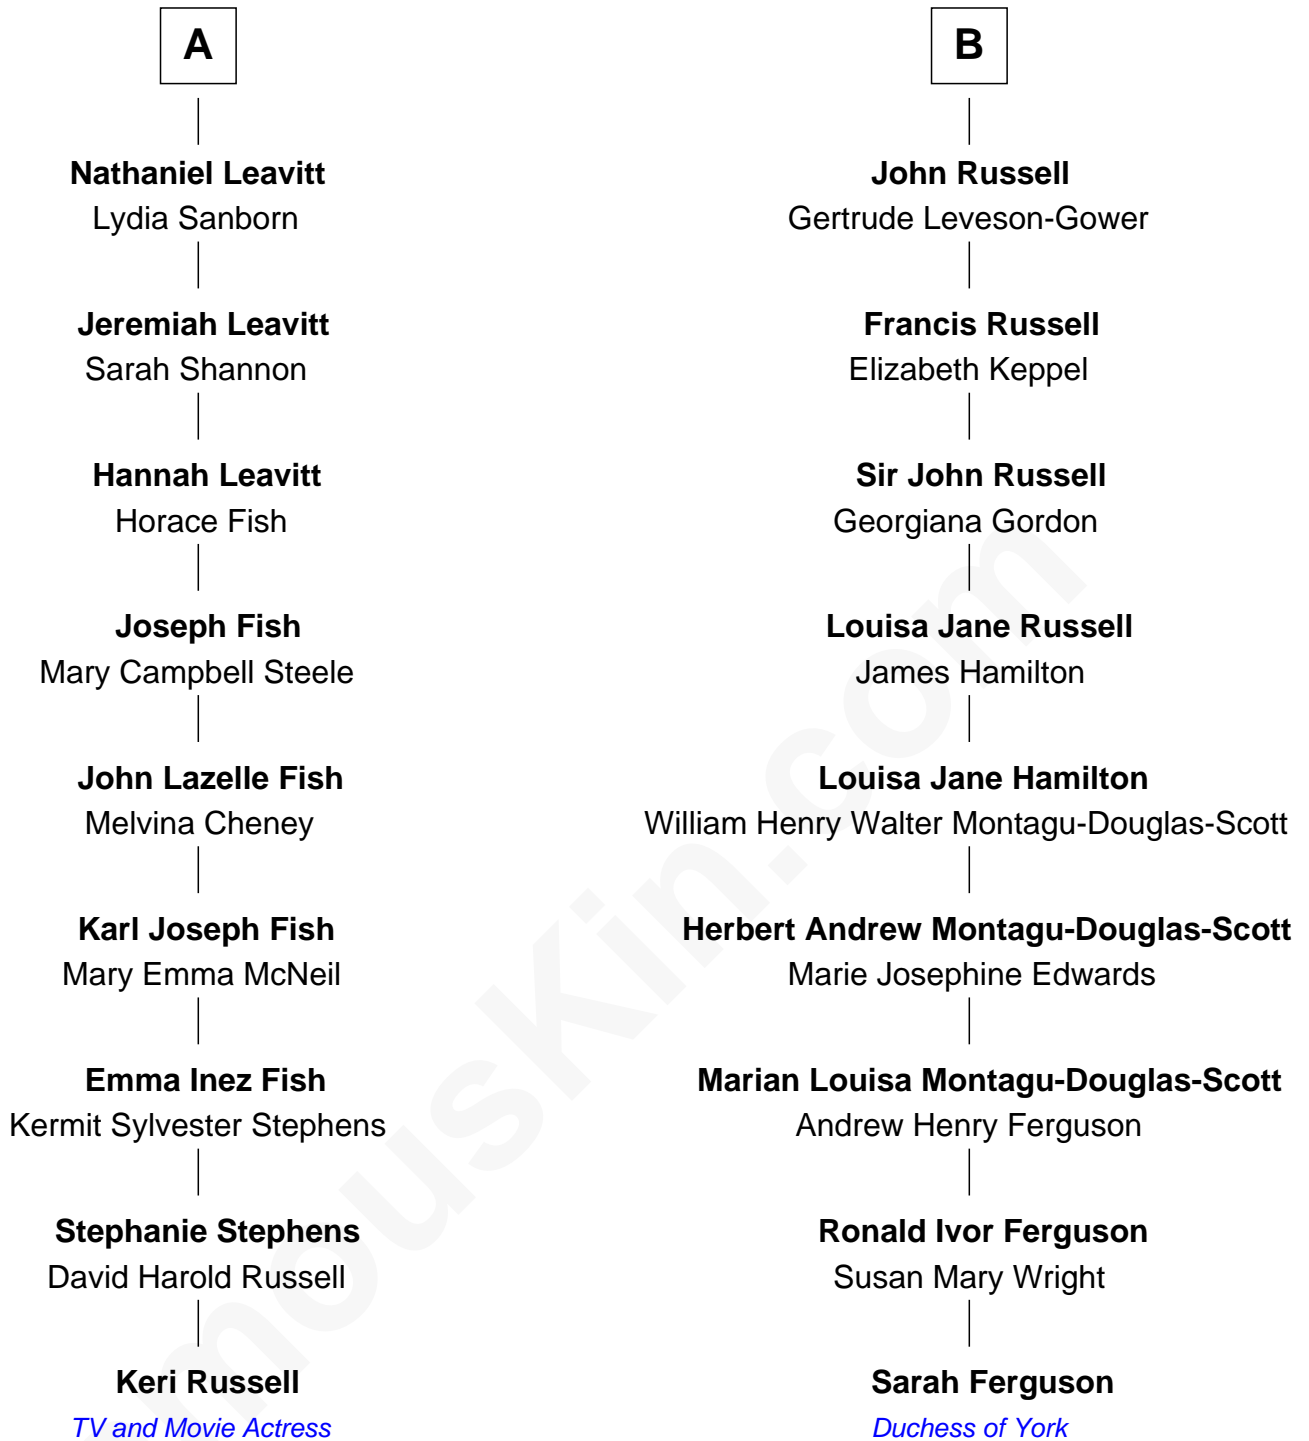 A
Nathaniel Leavitt
Lydia Sanborn
Jeremiah Leavitt
Sarah Shannon
Hannah Leavitt
Horace Fish
Joseph Fish
Mary Campbell Steele
John Lazelle Fish
Melvina Cheney
Karl Joseph Fish
Mary Emma McNeil
Emma Inez Fish
Kermit Sylvester Stephens
Stephanie Stephens
David Harold Russell
Keri Russell
TV and Movie Actress
B
John Russell
Gertrude Leveson-Gower
Francis Russell
Elizabeth Keppel
Sir John Russell
Georgiana Gordon
Louisa Jane Russell
James Hamilton
Louisa Jane Hamilton
William Henry Walter Montagu-Douglas-Scott
Herbert Andrew Montagu-Douglas-Scott
Marie Josephine Edwards
Marian Louisa Montagu-Douglas-Scott
Andrew Henry Ferguson
Ronald Ivor Ferguson
Susan Mary Wright
Sarah Ferguson
Duchess of York
mousKin.com